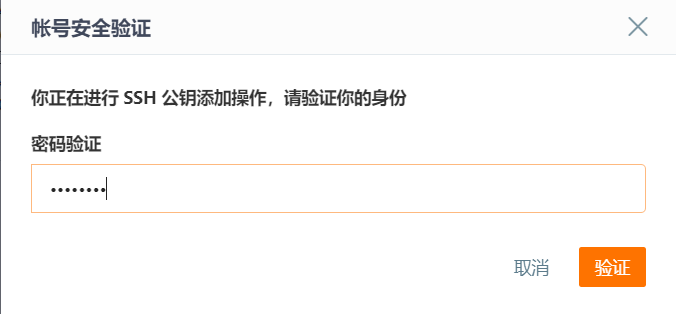 帐号安全验证
你正在进行 SSH 公钥添加操作，请验证你的身份
密码验证
••••••••
取消 验证